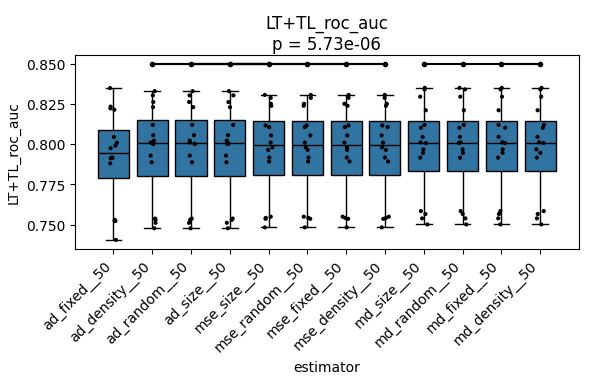 LT+TL_roc_auc
p = 5.73e-06
LT+TL_roc_auc
0.850
0.825
0.800
0.775
0.750
ad_fixed__50
ad_density__50
ad_random__50
ad_size__50
mse_size__50
mse_random__50
mse_fixed__50
mse_density__50
md_size__50
md_random__50
md_fixed__50
md_density__50
estimator